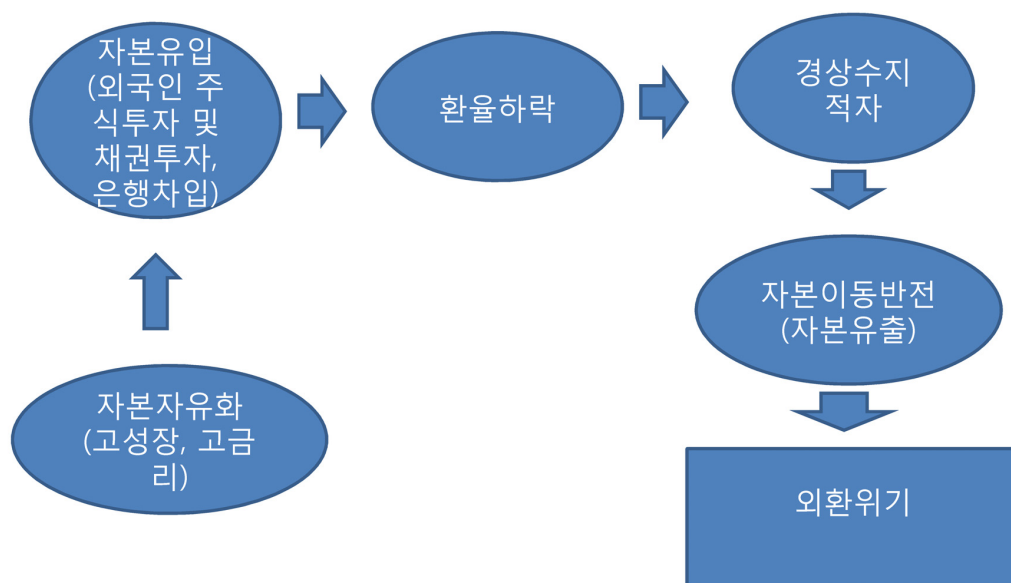 자본유입
(외국인 주
식투자 및
채권투자,
은행차입)
환율하락
경상수지
적자
자본이동반전
(자본유출)
자본자유화
(고성장, 고금
리)
외환위기